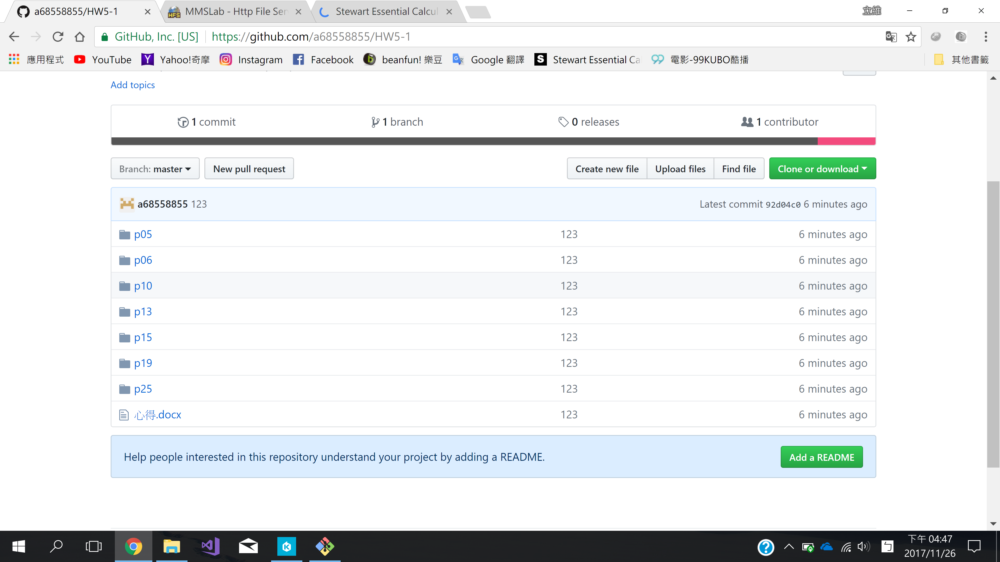 a68558855/HW5-1
MMSLab - Http File Ser
Stewart Essential Calcul
立維
GitHub, Inc. [US]
https://github.com/a68558855/HW5-1
應用程式
YouTube
Yahoo!奇摩
Instagram
Facebook
beanfun! 樂豆
Google 翻譯
Stewart Essential Ca
電影-99KUBO酷播
其他書籤
Add topics
1 commit
1 branch
0 releases
1 contributor
Branch: master
New pull request
Create new file
Upload files
Find file
Clone or download
a68558855 123
Latest commit 92d04c0 6 minutes ago
p05 123 6 minutes ago
p06 123 6 minutes ago
p10 123 6 minutes ago
p13 123 6 minutes ago
p15 123 6 minutes ago
p19 123 6 minutes ago
p25 123 6 minutes ago
心得.docx 123 6 minutes ago
Help people interested in this repository understand your project by adding a README.
Add a README
ㄅ
下午 04:47
2017/11/26